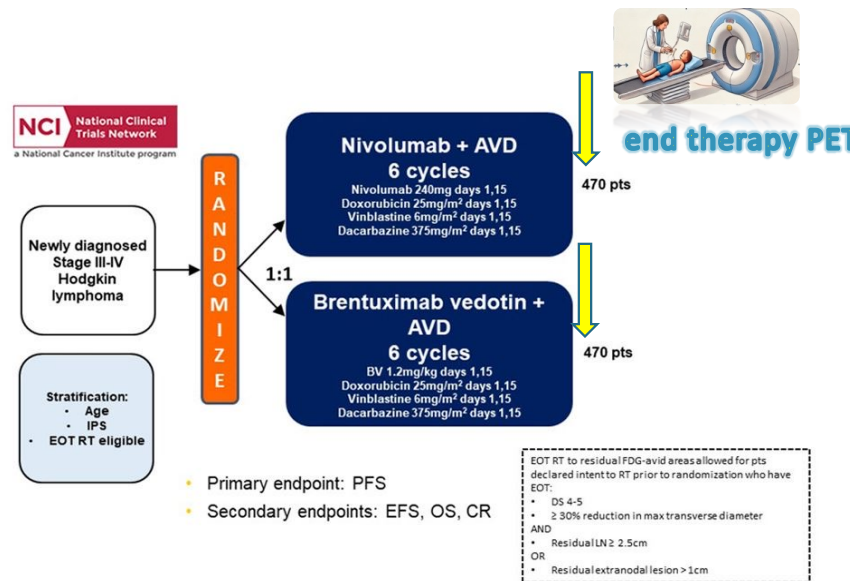 end therapy PET
NCI National Clinical
Trials Network
a National Cancer Institute program
Newly diagnosed
Stage III-IV
Hodgkin
lymphoma
Stratification:
• Age
• IPS
• EOT RT eligible
RANDOMIZE
1:1
Nivolumab + AVD
6 cycles
Nivolumab 240mg days 1,15
Doxorubicin 25mg/m² days 1,15
Vinblastine 6mg/m² days 1,15
Dacarbazine 375mg/m² days 1,15
470 pts
Brentuximab vedotin +
AVD
6 cycles
BV 1.2mg/kg days 1,15
Doxorubicin 25mg/m² days 1,15
Vinblastine 6mg/m² days 1,15
Dacarbazine 375mg/m² days 1,15
470 pts
• Primary endpoint: PFS
• Secondary endpoints: EFS, OS, CR
EOT RT to residual FDG-avid areas allowed for pts
declared intent to RT prior to randomization who have
EOT:
• DS 4-5
• ≥ 30% reduction in max transverse diameter
AND
• Residual LN ≥ 2.5cm
OR
• Residual extranodal lesion > 1cm